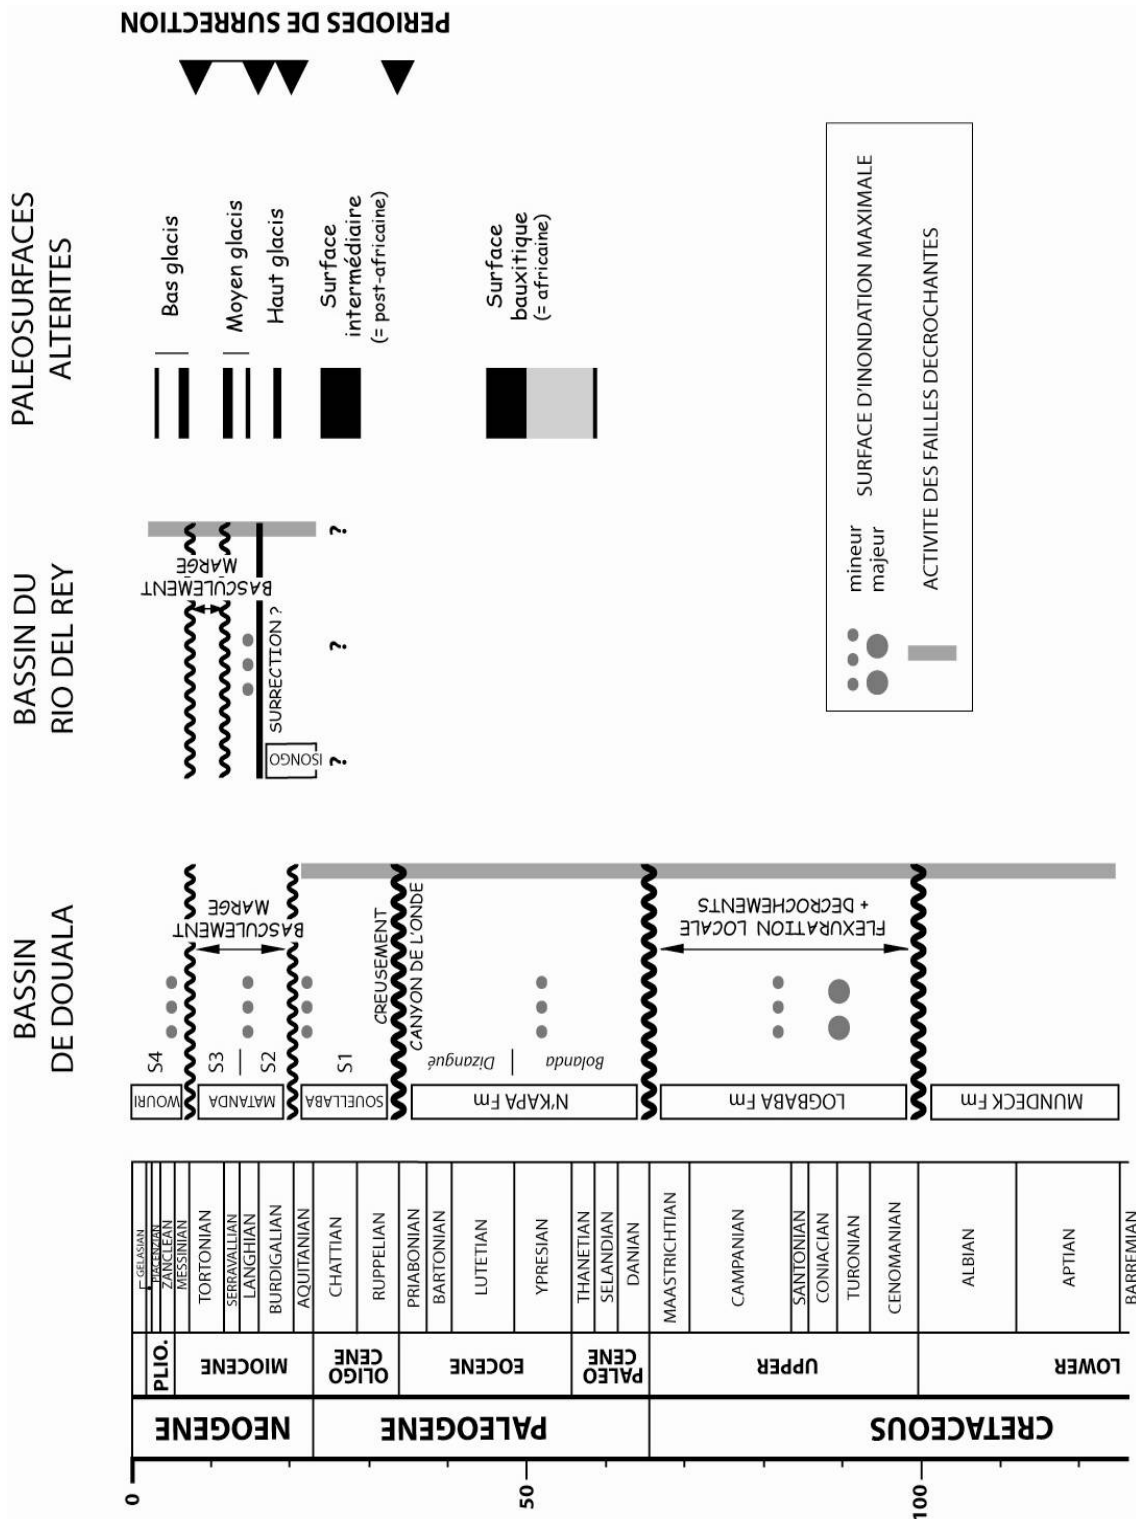 PERIODES DE SURRECTION
PALEOSURFACES
ALTERITES
Bas glacis
Moyen glacis
Haut glacis
Surface
intermédiaire
(= post-africaine)
Surface
bauxitique
(= africaine)
BASSIN DU
RIO DEL REY
BASCULEMENT
MARGE
SURRECTION ?
ISONGO
?
?
?
mineur
majeur
SURFACE D'INONDATION MAXIMALE
ACTIVITE DES FAILLES DECROCHANTES
BASSIN
DE DOUALA
BASCULEMENT
MARGE
CREUSEMENT
CANYON DE L'ONDE
FLEXURATION LOCALE
+ DECROCHEMENTS
S4
S3
S2
S1
Dizangué
Bolanda
WOURI
MATANDA
SOUELLABA
N'KAPA Fm
LOGBABA Fm
MUNDECK Fm
GELASIAN
PIACENZIAN
ZANCLEAN
MESSINIAN
TORTONIAN
SERRAVALLIAN
LANGHIAN
BURDIGALIAN
AQUITANIAN
CHATTIAN
RUPPELIAN
PRIABONIAN
BARTONIAN
LUTETIAN
YPRESIAN
THANETIAN
SELANDIAN
DANIAN
MAASTRICHTIAN
CAMPANIAN
SANTONIAN
CONIACIAN
TURONIAN
CENOMANIAN
ALBIAN
APTIAN
BARREMIAN
PLIO.
MIOCENE
OLIGO
CENE
EOCENE
PALEO
CENE
UPPER
LOWER
NEOGENE
PALEOGENE
CRETACEOUS
0
50
100